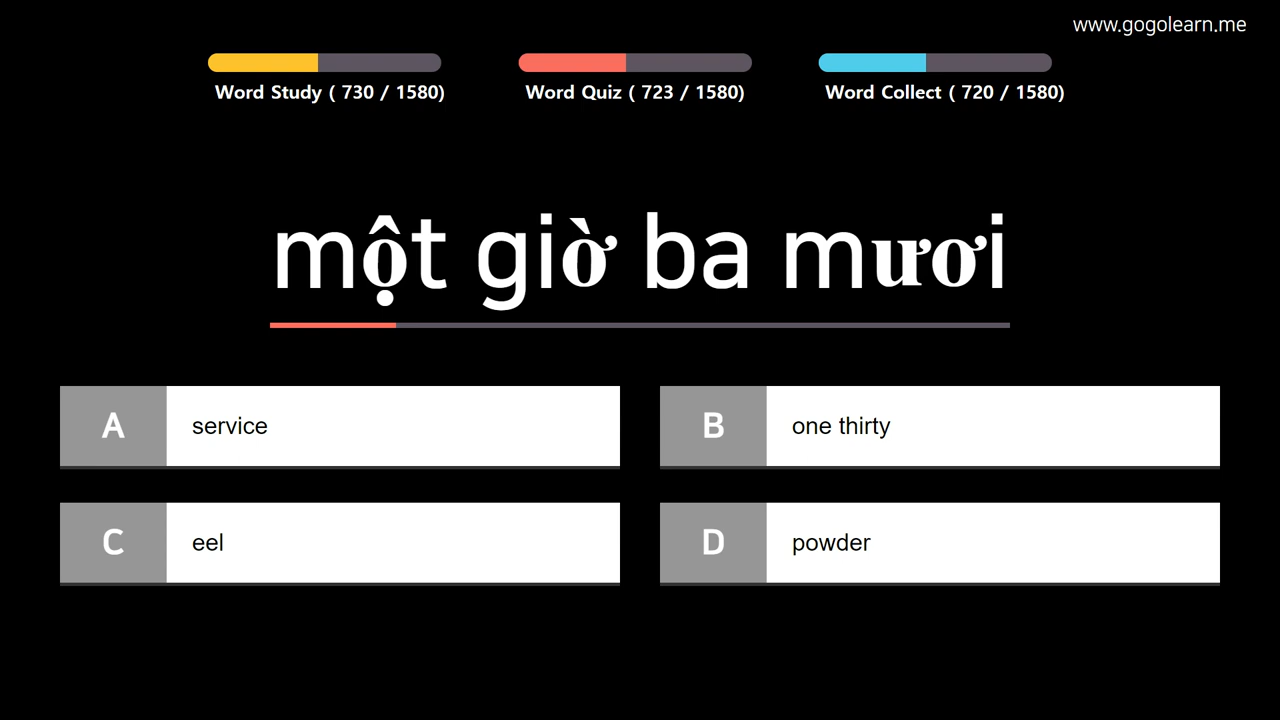 www.gogolearn.me
Word Study ( 730 / 1580)
Word Quiz ( 723 / 1580)
Word Collect ( 720 / 1580)
một giờ ba mươi
A
service
B
one thirty
C
eel
D
powder